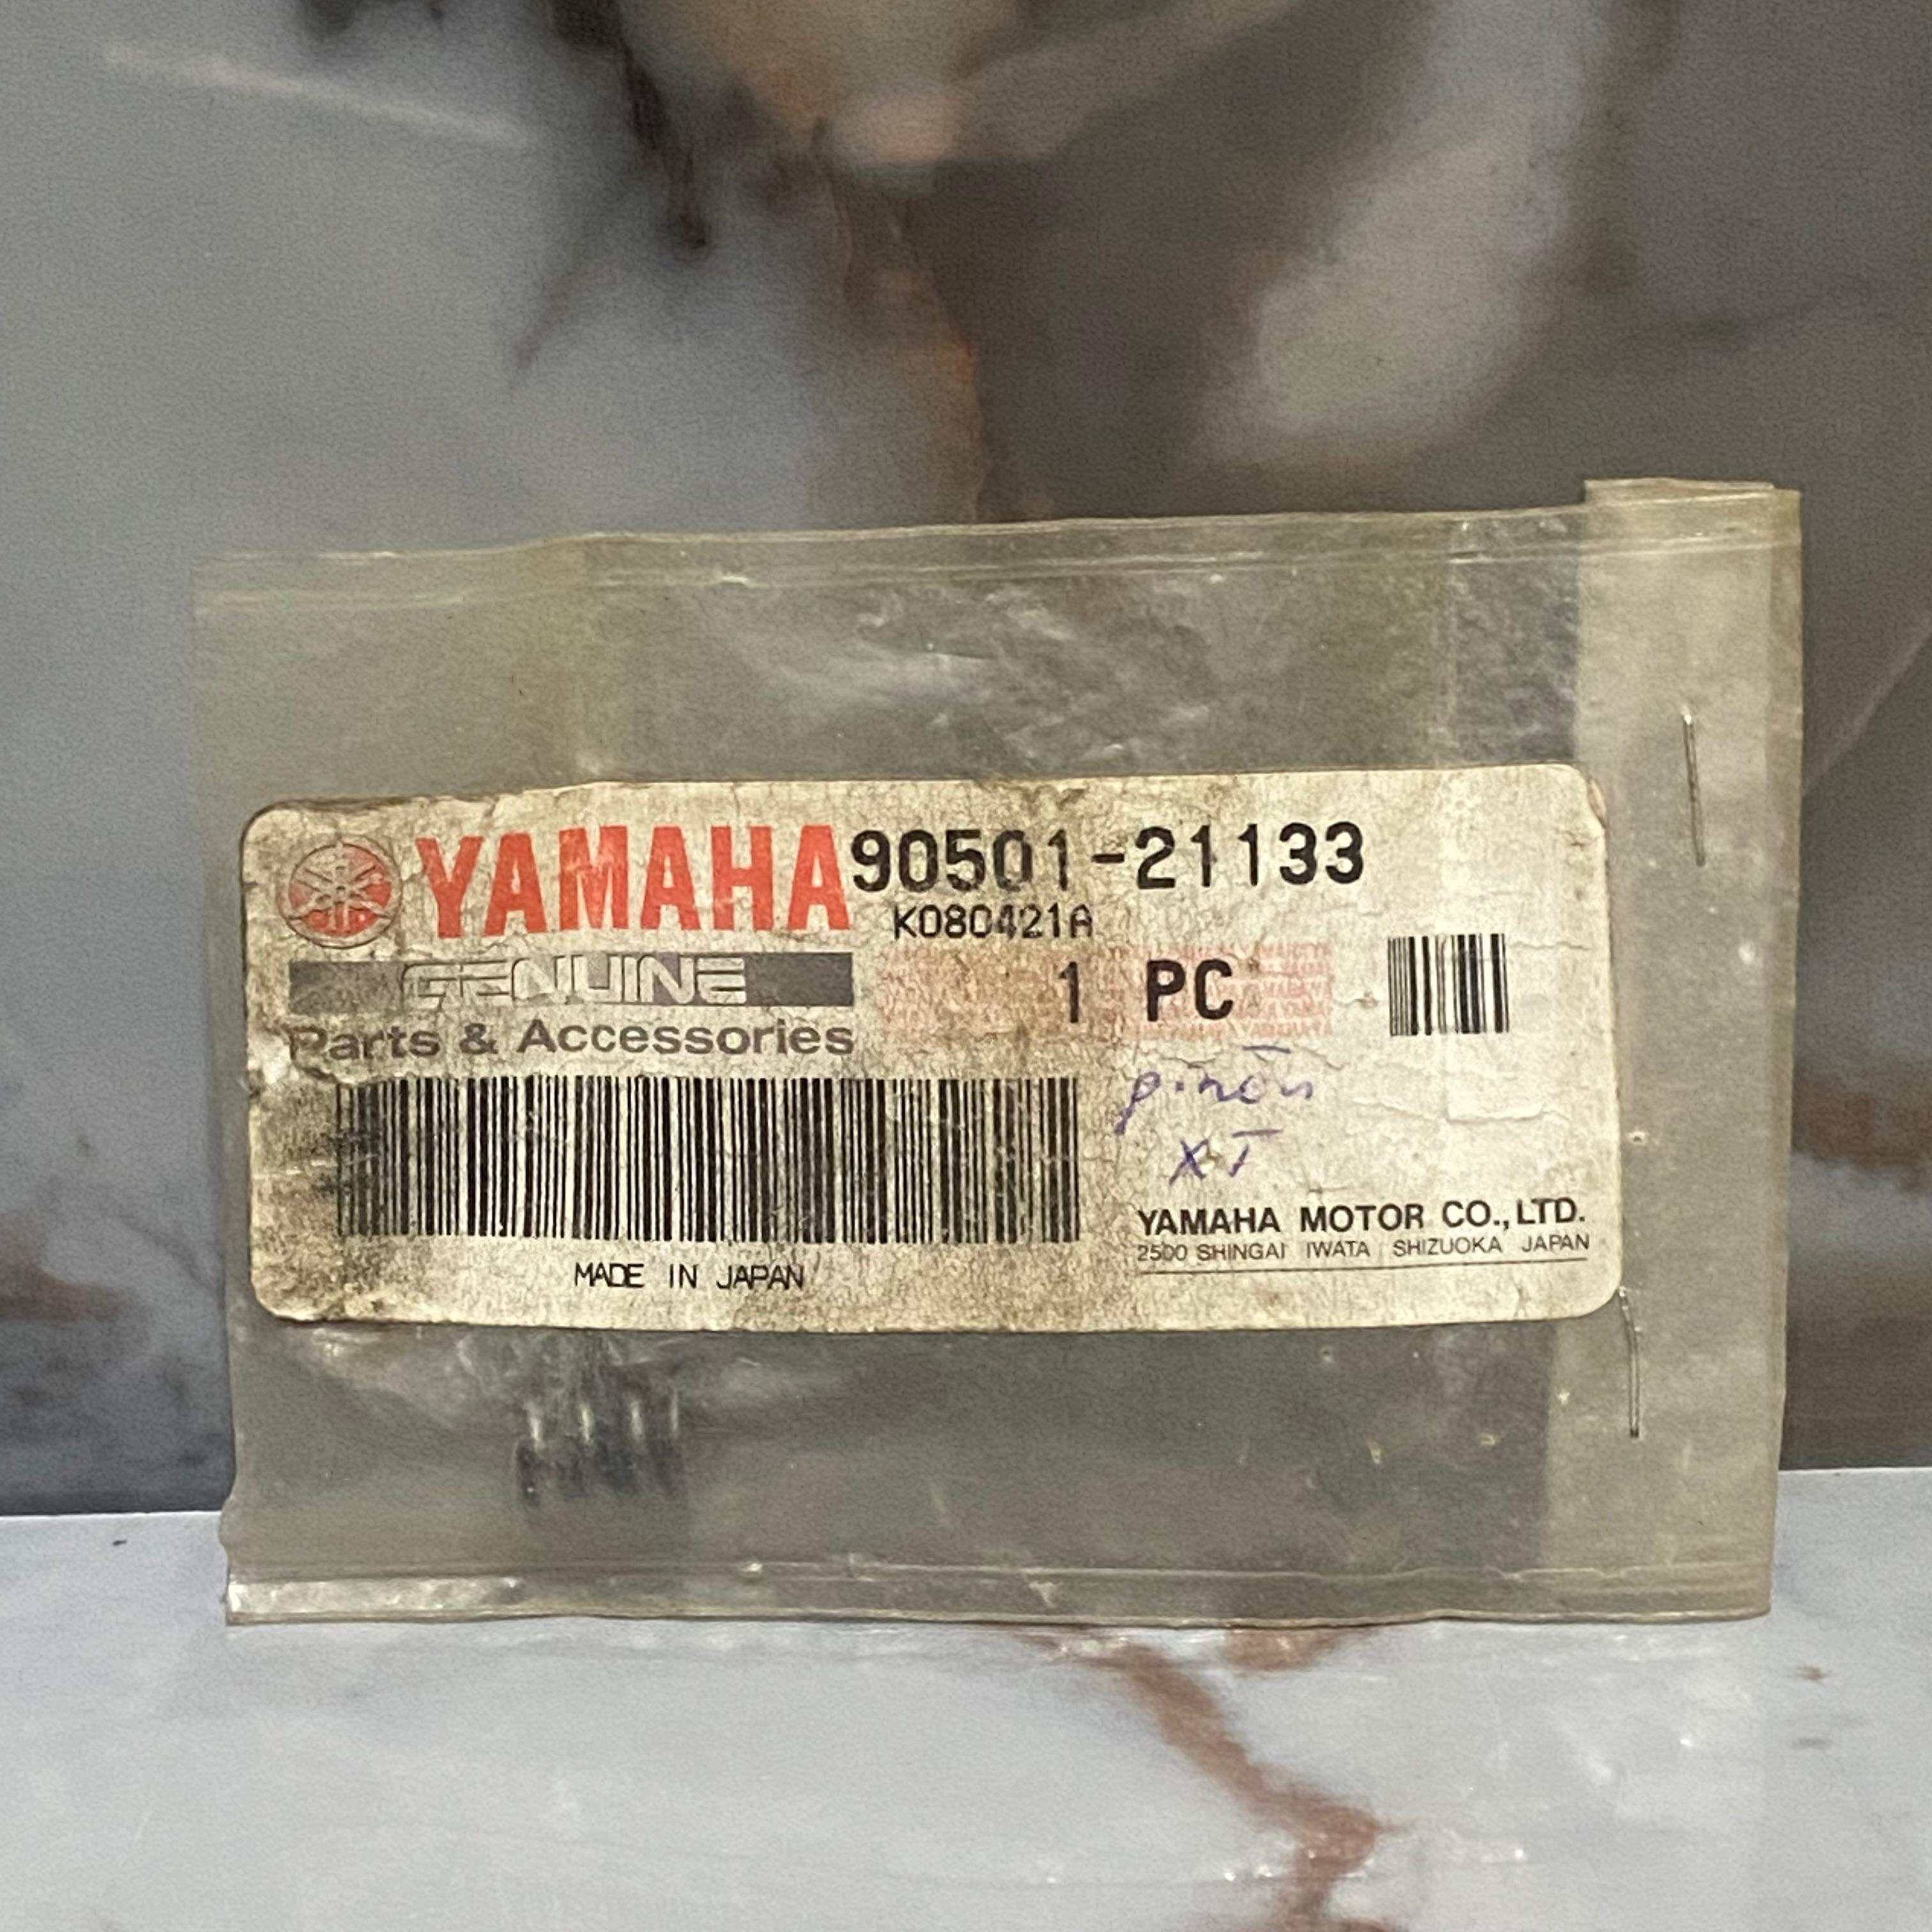 YAMAHA 90501-21133
K080421A
GENUINE
1 PC
Parts & Accessories
piñon
XT
YAMAHA MOTOR CO., LTD.
2500 SHINGAI IWATA SHIZUOKA JAPAN
MADE IN JAPAN